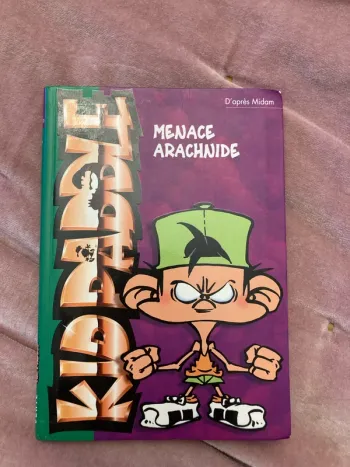 D'après Midam
MENACE
ARACHNIDE
KID PADDLE